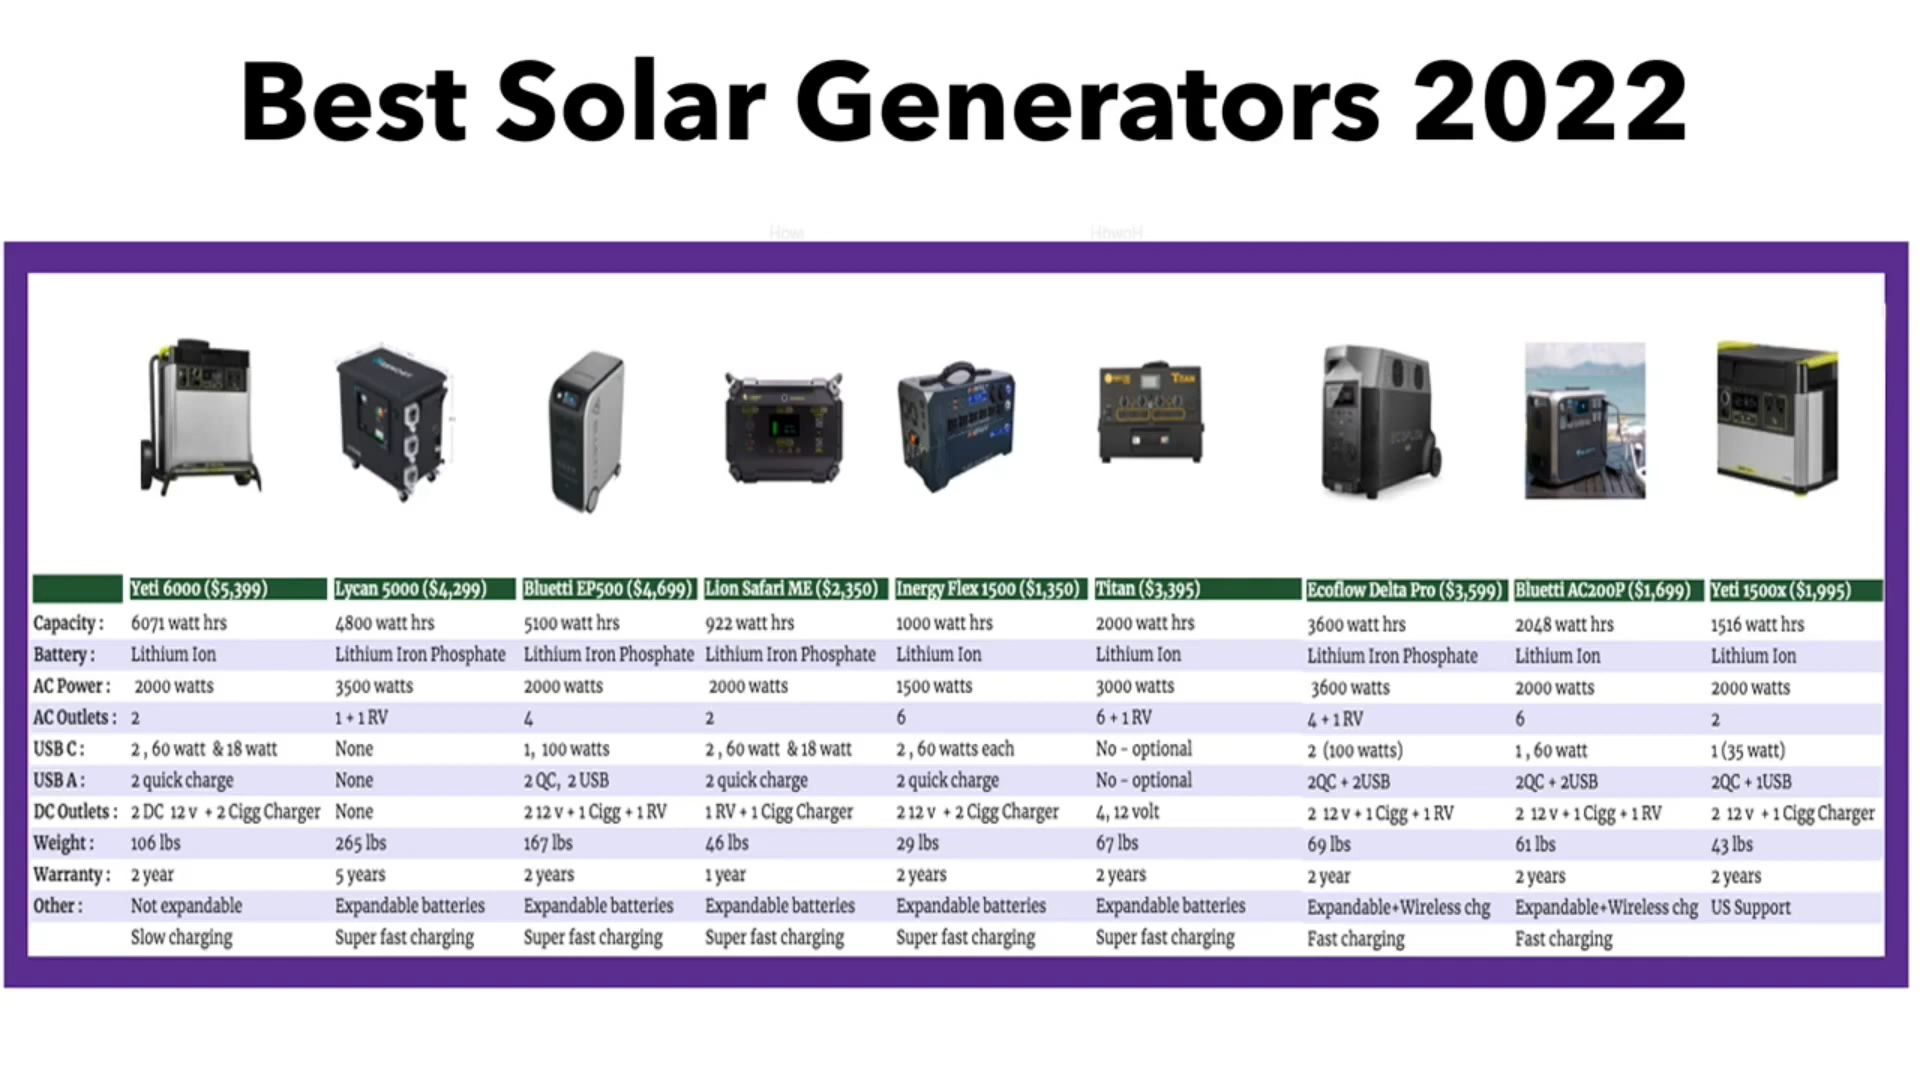 Best Solar Generators 2022
Yeti 6000 ($5,399) Lycan 5000 ($4,299) Bluetti EP500 ($4,699) Lion Safari ME ($2,350) Inergy Flex 1500 ($1,350) Titan ($3,395) Ecoflow Delta Pro ($3,599) Bluetti AC200P ($1,699) Yeti 1500x ($1,995)
Capacity : 6071 watt hrs 4800 watt hrs 5100 watt hrs 922 watt hrs 1000 watt hrs 2000 watt hrs 3600 watt hrs 2048 watt hrs 1516 watt hrs
Battery : Lithium Ion Lithium Iron Phosphate Lithium Iron Phosphate Lithium Iron Phosphate Lithium Ion Lithium Ion Lithium Iron Phosphate Lithium Ion Lithium Ion
AC Power : 2000 watts 3500 watts 2000 watts 2000 watts 1500 watts 3000 watts 3600 watts 2000 watts 2000 watts
AC Outlets : 2 1 + 1 RV 4 2 6 6 + 1 RV 4 + 1 RV 6 2
USB C : 2 , 60 watt & 18 watt None 1, 100 watts 2 , 60 watt & 18 watt 2 , 60 watts each No - optional 2 (100 watts) 1 , 60 watt 1 (35 watt)
USB A : 2 quick charge None 2 QC, 2 USB 2 quick charge 2 quick charge No - optional 2QC + 2USB 2QC + 2USB 2QC + 1USB
DC Outlets : 2 DC 12 v + 2 Cigg Charger None 2 12 v + 1 Cigg + 1 RV 1 RV + 1 Cigg Charger 2 12 v + 2 Cigg Charger 4, 12 volt 2 12 v + 1 Cigg + 1 RV 2 12 v + 1 Cigg + 1 RV 2 12 v + 1 Cigg Charger
Weight : 106 lbs 265 lbs 167 lbs 46 lbs 29 lbs 67 lbs 69 lbs 61 lbs 43 lbs
Warranty : 2 year 5 years 2 years 1 year 2 years 2 years 2 year 2 years 2 years
Other : Not expandable Expandable batteries Expandable batteries Expandable batteries Expandable batteries Expandable batteries Expandable+Wireless chg Expandable+Wireless chg US Support
Slow charging Super fast charging Super fast charging Super fast charging Super fast charging Super fast charging Fast charging Fast charging